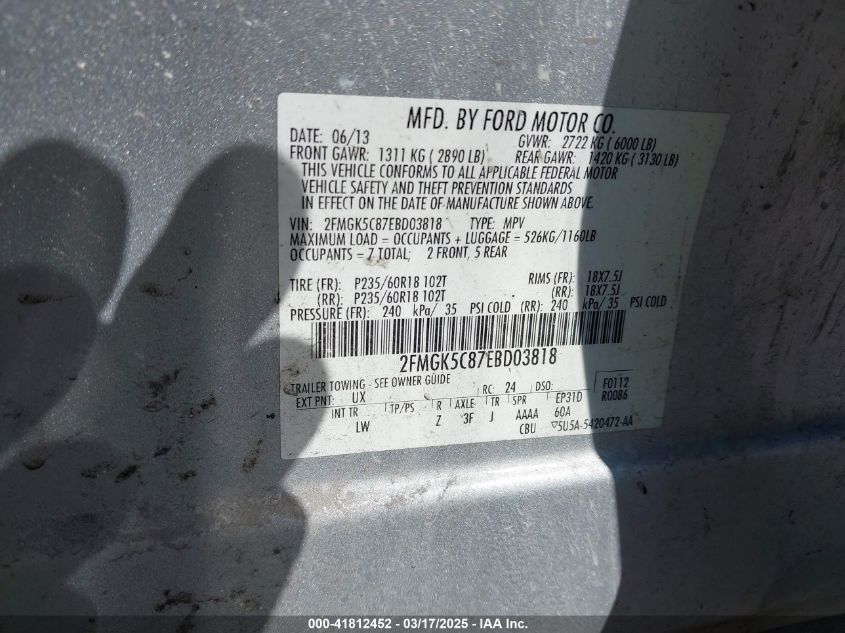 MFD. BY FORD MOTOR CO.
DATE: 06/13 GVWR: 2722 KG ( 6000 LB)
FRONT GAWR: 1311 KG ( 2890 LB) REAR GAWR: 1420 KG ( 3130 LB)
THIS VEHICLE CONFORMS TO ALL APPLICABLE FEDERAL MOTOR
VEHICLE SAFETY AND THEFT PREVENTION STANDARDS
IN EFFECT ON THE DATE OF MANUFACTURE SHOWN ABOVE.
VIN: 2FMGK5C87EBD03818 TYPE: MPV
MAXIMUM LOAD = OCCUPANTS + LUGGAGE = 526KG/1160LB
OCCUPANTS = 7 TOTAL; 2 FRONT, 5 REAR
TIRE (FR): P235/60R18 102T RIMS (FR): 18X7.5J
(RR): P235/60R18 102T (RR): 18X7.5J
PRESSURE (FR): 240 kPa/ 35 PSI COLD (RR): 240 kPa/ 35 PSI COLD
2FMGK5C87EBD03818
TRAILER TOWING - SEE OWNER GUIDE RC: 24 DSO: F0112
EXT PNT: UX EP31D R0086
INT TR TP/PS R AXLE TR SPR 60A
LW Z 3F J AAAA
CBU ▽5U5A-5420472-AA
000-41812452 - 03/17/2025 - IAA Inc.